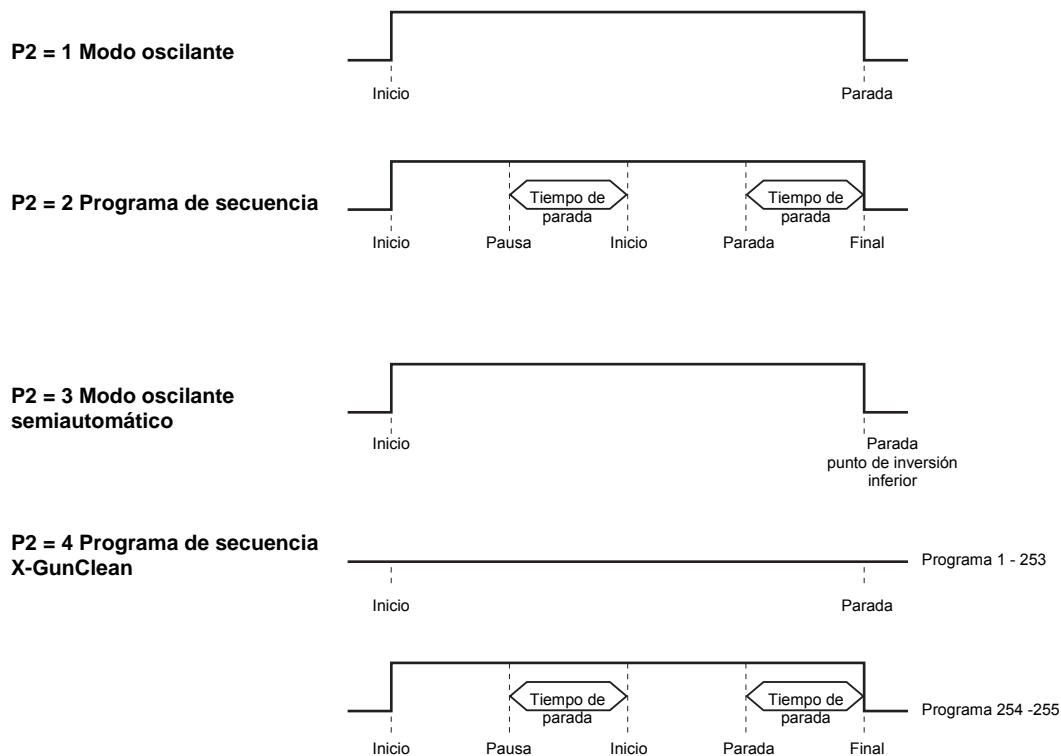 P2 = 1 Modo oscilante
Inicio
Parada
P2 = 2 Programa de secuencia
Tiempo de
parada
Tiempo de
parada
Inicio
Pausa
Inicio
Parada
Final
P2 = 3 Modo oscilante
semiautomático
Inicio
Parada
punto de inversión
inferior
P2 = 4 Programa de secuencia
X-GunClean
Programa 1 - 253
Inicio
Parada
Tiempo de
parada
Tiempo de
parada
Programa 254 -255
Inicio
Pausa
Inicio
Parada
Final